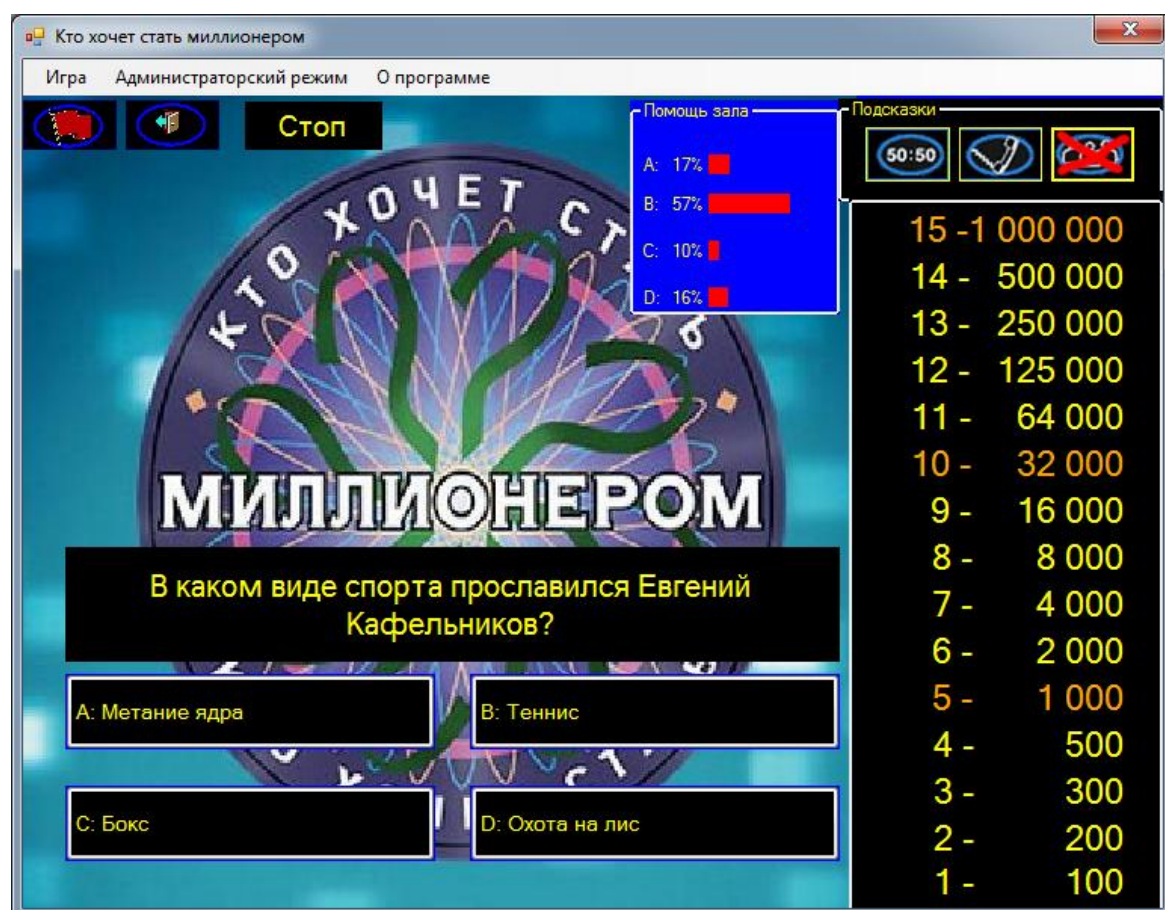 Кто хочет стать миллионером
Игра Администраторский режим О программе
Стоп
Помощь зала
A: 17%
B: 57%
C: 10%
D: 16%
Подсказки
50:50
КТО ХОЧЕТ СТАТЬ
МИЛЛИОНЕРОМ
В каком виде спорта прославился Евгений
Кафельников?
A: Метание ядра
B: Теннис
C: Бокс
D: Охота на лис
15 -1 000 000
14 - 500 000
13 - 250 000
12 - 125 000
11 - 64 000
10 - 32 000
9 - 16 000
8 - 8 000
7 - 4 000
6 - 2 000
5 - 1 000
4 - 500
3 - 300
2 - 200
1 - 100